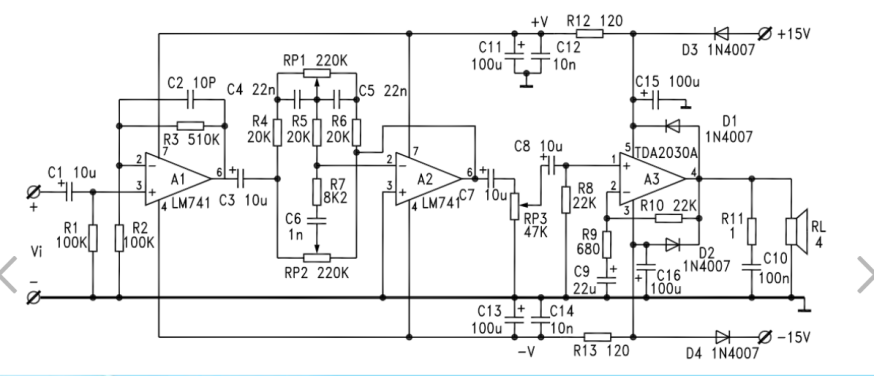 +V
R12 120
+15V
D3 1N4007
C11
100u
+
C12
10n
RP1 220K
C2 10P
C4 22n
C5 22n
C15 100u
+
R3 510K
R4
20K
R5
20K
R6
20K
D1
1N4007
C1 10u
+
2
3
7
6
4
−
+
A1
LM741
+
C3 10u
R7
8K2
C6
1n
2
3
7
6
4
−
+
A2
LM741
+
C7
10u
C8 10u
+
RP3
47K
R8
22K
5
TDA2030A
1
2
3
4
+
−
A3
R10 22K
R9
680
C9
22u
+
D2
1N4007
C16
100u
+
R11
1
C10
100n
RL
4
+
Vi
−
R1
100K
R2
100K
RP2 220K
C13
100u
+
C14
10n
−V
R13 120
D4 1N4007
−15V